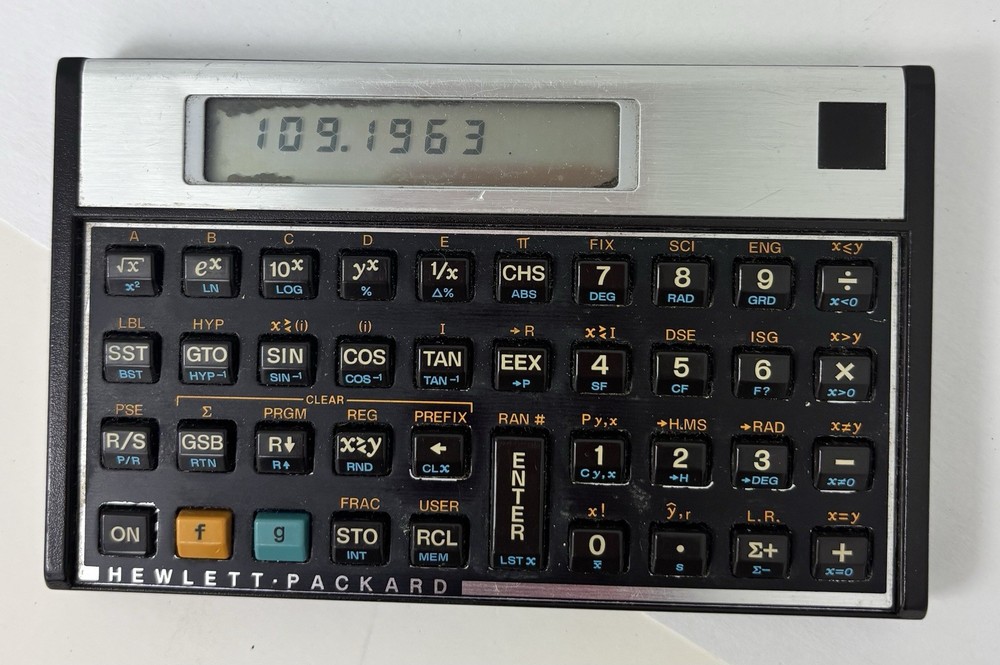 109.1963
A B C D E π FIX SCI ENG x≤y
√x eˣ 10ˣ yˣ 1/x CHS 7 8 9 ÷
x² LN LOG % Δ% ABS DEG RAD GRD x<0
LBL HYP x≷(i) (i) I →R x≷I DSE ISG x>y
SST GTO SIN COS TAN EEX 4 5 6 ×
BST HYP⁻¹ SIN⁻¹ COS⁻¹ TAN⁻¹ →P SF CF F? x>0
CLEAR
PSE Σ PRGM REG PREFIX RAN # Py,x →H.MS →RAD x≠y
R/S GSB R↓ x≷y ← ENTER 1 2 3 −
P/R RTN R↑ RND CLx Cy,x →H →DEG x≠0
FRAC USER x! ŷ,r L.R. x=y
ON f g STO RCL 0 . Σ+ +
INT MEM LST x x̄ s Σ− x=0
HEWLETT·PACKARD